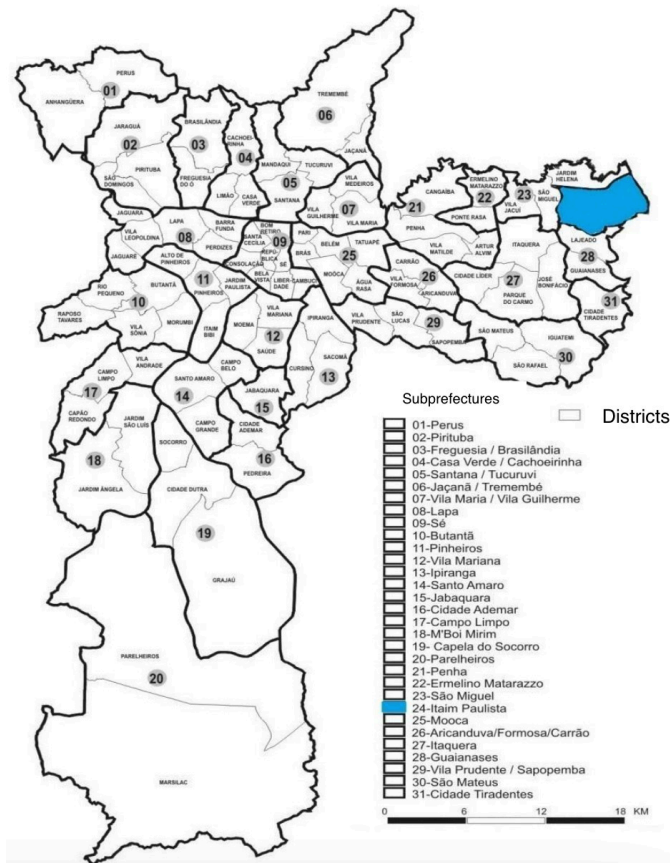 PERUS
01
ANHANGÜERA
TREMEMBÉ
06
JAÇANÃ
JARAGUÁ
02
PIRITUBA
SÃO
DOMINGOS
BRASILÂNDIA
03
FREGUESIA
DO Ó
CACHOEI
RINHA
04
LIMÃO
CASA
VERDE
MANDAQUI
TUCURUVI
05
SANTANA
VILA
MEDEIROS
07
VILA
GUILHERME
VILA MARIA
CANGAÍBA
21
PENHA
ERMELINO
MATARAZZO
22
PONTE RASA
23
VILA
JACUÍ
SÃO
MIGUEL
JARDIM
HELENA
JAGUARA
VILA
LEOPOLDINA
LAPA
08
BARRA
FUNDA
PERDIZES
JAGUARÉ
ALTO DE
PINHEIROS
BOM
RETIRO
SANTA
CECÍLIA
09
REPÚ
BLICA
SÉ
CONSOLAÇÃO
BELA
VISTA
LIBER-
DADE
CAMBUCI
PARI
BRÁS
BELÉM
TATUAPÉ
25
MOÓCA
ÁGUA
RASA
VILA
MATILDE
ARTUR
ALVIM
CARRÃO
26
VILA
FORMOSA
ARICANDUVA
CIDADE LÍDER
ITAQUERA
27
PARQUE
DO CARMO
JOSÉ
BONIFÁCIO
LAJEADO
28
GUAIANASES
31
CIDADE
TIRADENTES
RIO
PEQUENO
BUTANTÃ
10
RAPOSO
TAVARES
VILA
SÔNIA
MORUMBI
11
PINHEIROS
JARDIM
PAULISTA
ITAIM
BIBI
MOEMA
VILA
MARIANA
12
SAÚDE
IPIRANGA
CURSINO
SACOMÃ
13
VILA
PRUDENTE
SÃO
LUCAS
29
SAPOPEMBA
SÃO MATEUS
IGUATEMI
SÃO RAFAEL
30
VILA
ANDRADE
CAMPO
LIMPO
17
CAPÃO
REDONDO
SANTO AMARO
14
CAMPO
BELO
CAMPO
GRANDE
JABAQUARA
15
CIDADE
ADEMAR
16
PEDREIRA
JARDIM
SÃO LUÍS
18
JARDIM ÂNGELA
SOCORRO
CIDADE DUTRA
19
GRAJAÚ
PARELHEIROS
20
MARSILAC
Subprefectures
Districts
01-Perus
02-Pirituba
03-Freguesia / Brasilândia
04-Casa Verde / Cachoeirinha
05-Santana / Tucuruvi
06-Jaçanã / Tremembé
07-Vila Maria / Vila Guilherme
08-Lapa
09-Sé
10-Butantã
11-Pinheiros
12-Vila Mariana
13-Ipiranga
14-Santo Amaro
15-Jabaquara
16-Cidade Ademar
17-Campo Limpo
18-M'Boi Mirim
19- Capela do Socorro
20-Parelheiros
21-Penha
22-Ermelino Matarazzo
23-São Miguel
24-Itaim Paulista
25-Mooca
26-Aricanduva/Formosa/Carrão
27-Itaquera
28-Guaianases
29-Vila Prudente / Sapopemba
30-São Mateus
31-Cidade Tiradentes
0 6 12 18 KM